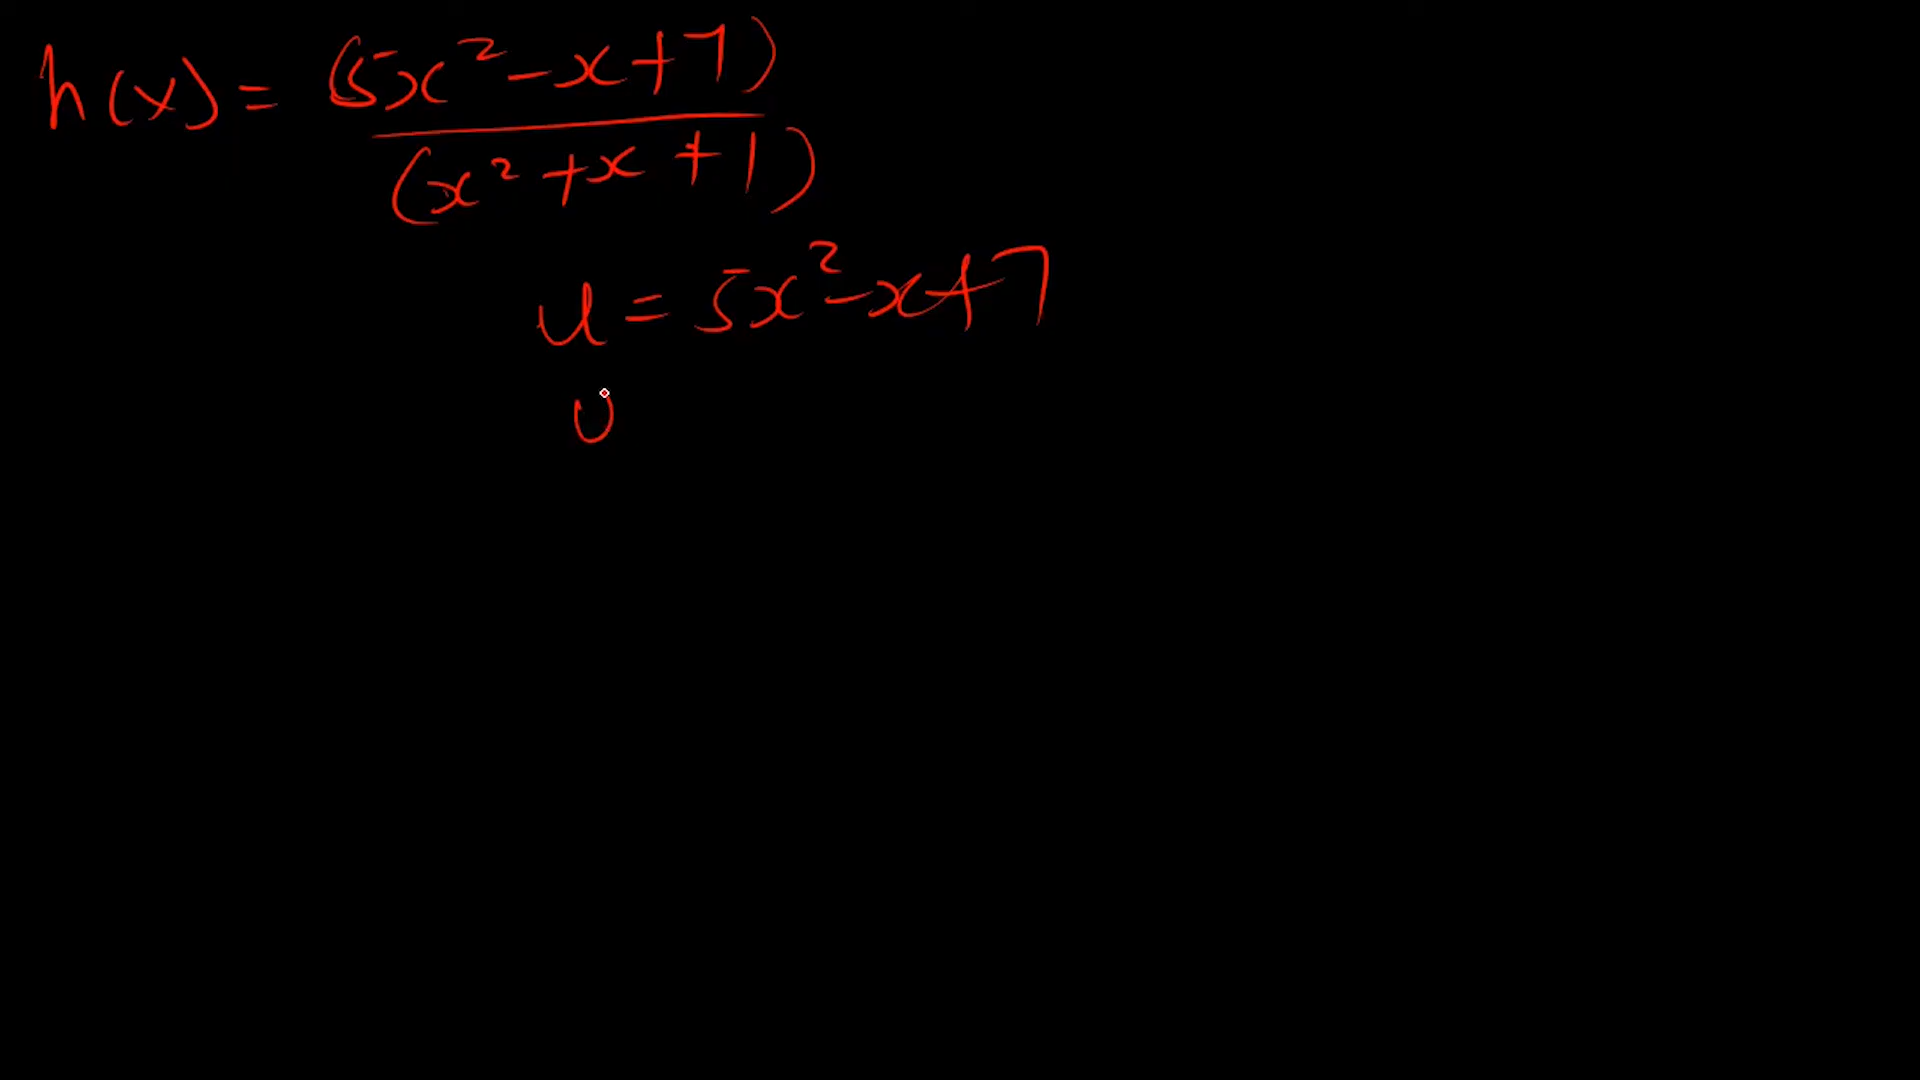 h(x) = (5x² - x + 7)
(x² + x + 1)
u = 5x² - x + 7
U